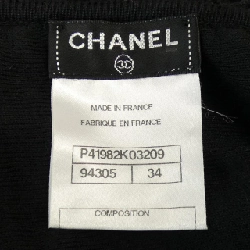 CHANEL
MADE IN FRANCE
FABRIQUE EN FRANCE
P41982K03209
94305 34
COMPOSITION